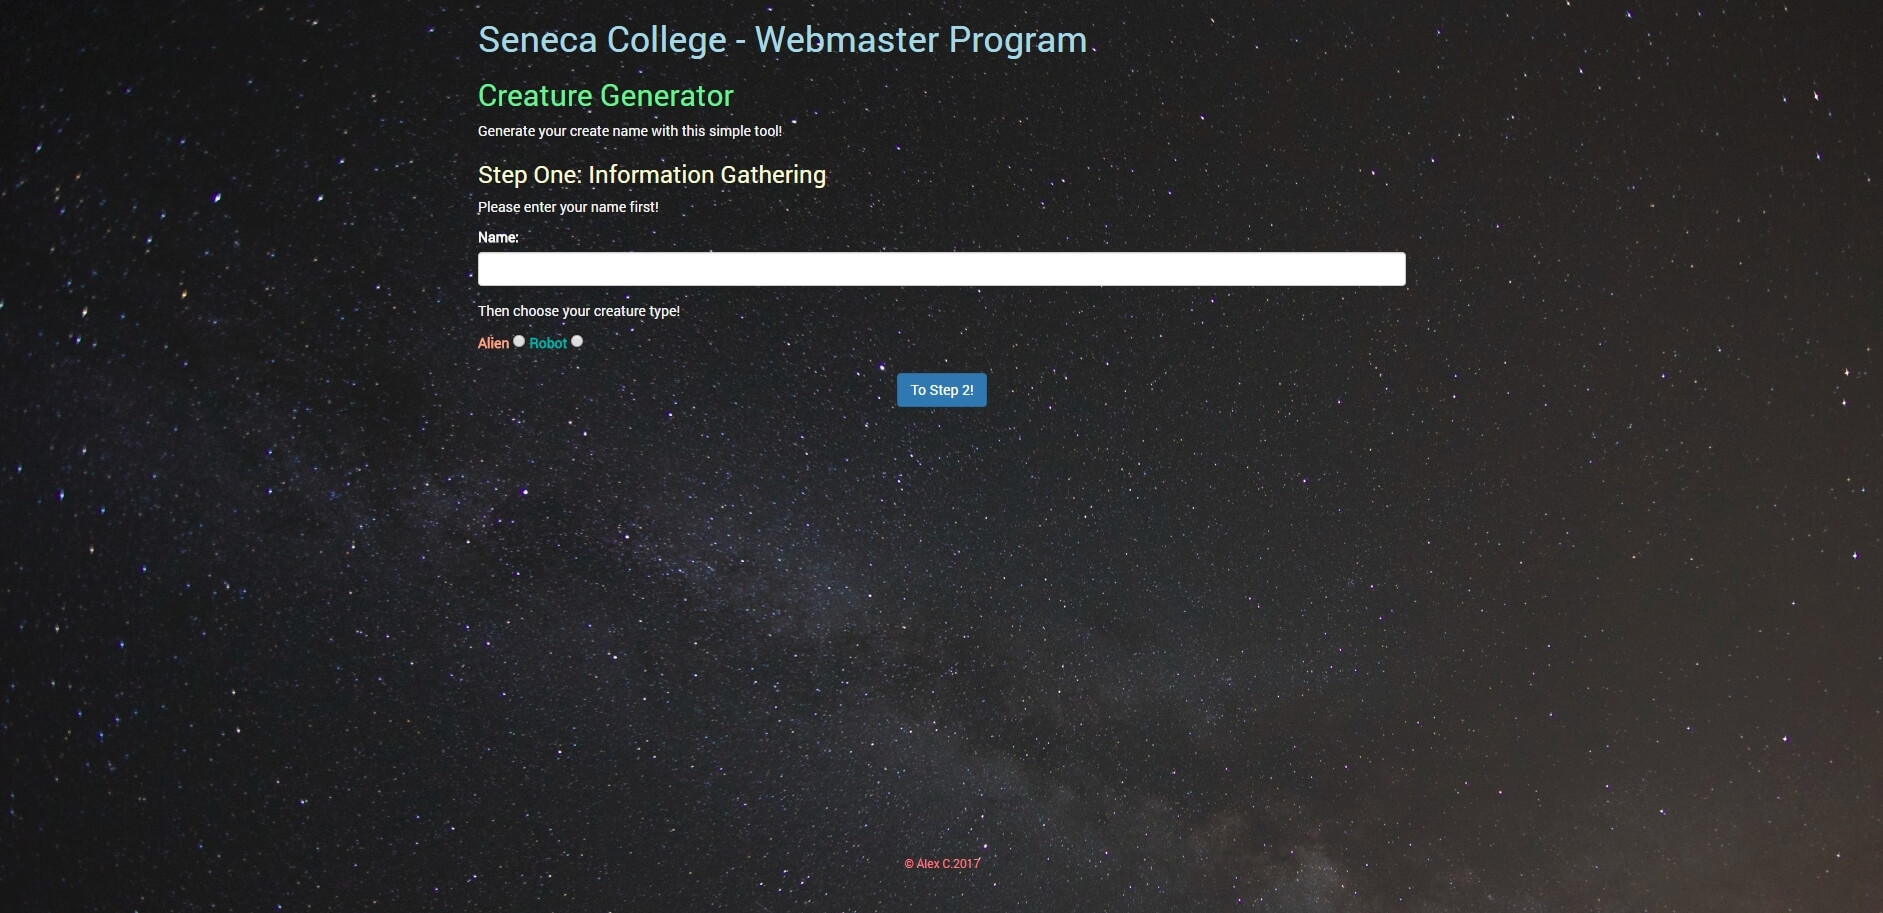 Seneca College - Webmaster Program
Creature Generator
Generate your create name with this simple tool!
Step One: Information Gathering
Please enter your name first!
Name:
Then choose your creature type!
Alien Robot
To Step 2!
© Alex C.2017